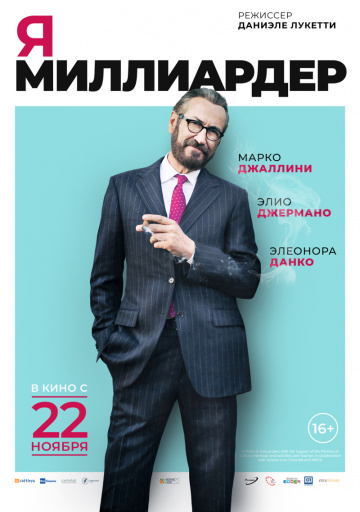 РЕЖИССЕР
ДАНИЭЛЕ ЛУКЕТТИ
Я
МИЛЛИАРДЕР
МАРКО
ДЖАЛЛИНИ
ЭЛИО
ДЖЕРМАНО
ЭЛЕОНОРА
ДАНКО
В КИНО С
22
НОЯБРЯ
16+